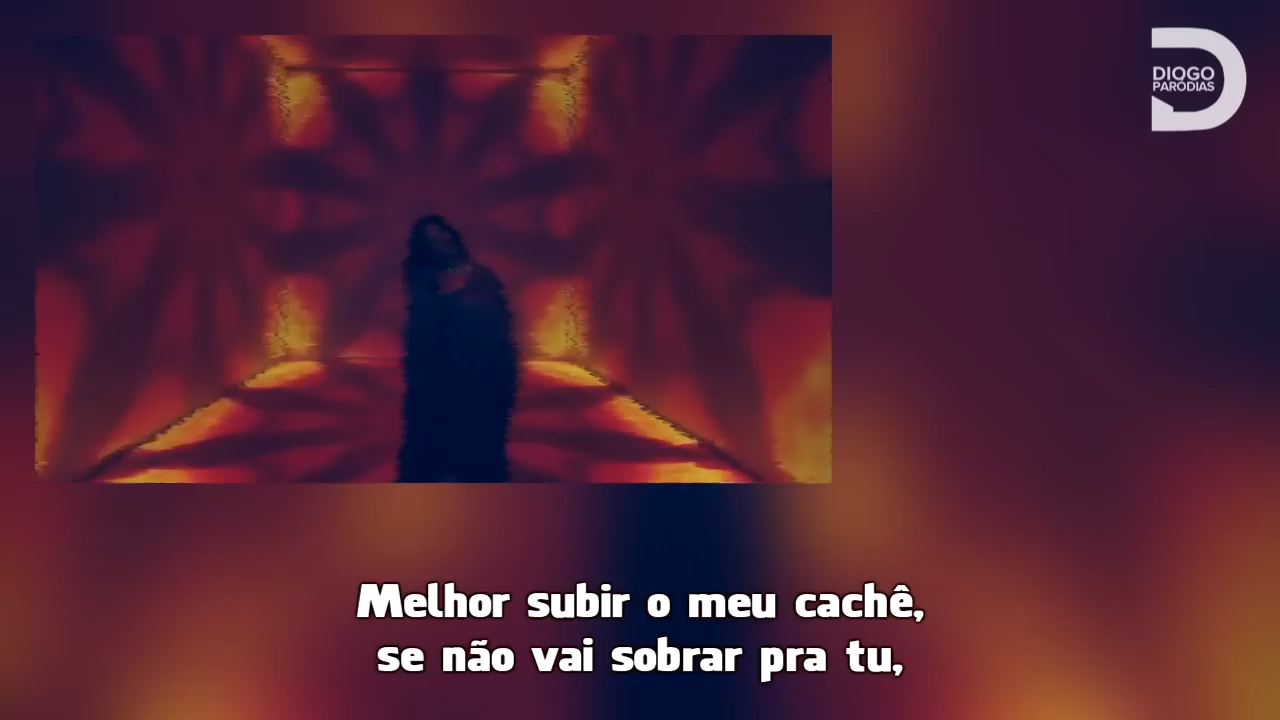 DIOGO
PARÓDIAS
Melhor subir o meu cachê,
se não vai sobrar pra tu,